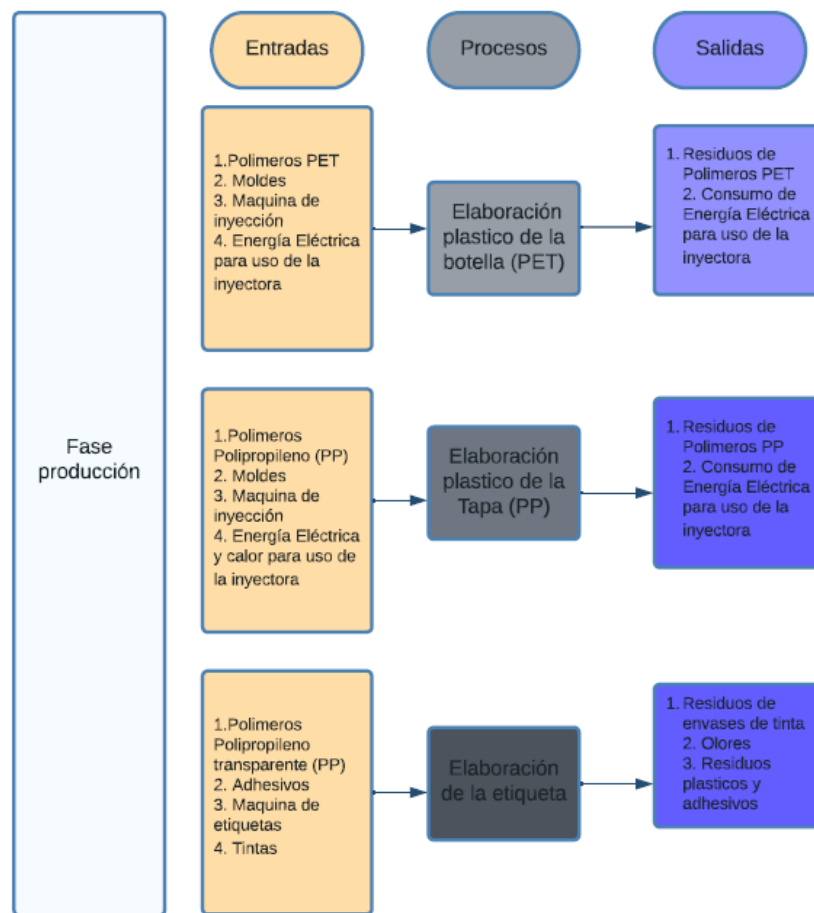 Entradas
Procesos
Salidas
Fase
producción
1.Polimeros PET
2. Moldes
3. Maquina de
inyección
4. Energía Eléctrica
para uso de la
inyectora
Elaboración
plastico de la
botella (PET)
1. Residuos de
Polimeros PET
2. Consumo de
Energía Eléctrica
para uso de la
inyectora
1.Polimeros
Polipropileno (PP)
2. Moldes
3. Maquina de
inyección
4. Energía Eléctrica
y calor para uso de
la inyectora
Elaboración
plastico de la
Tapa (PP)
1. Residuos de
Polimeros PP
2. Consumo de
Energía Eléctrica
para uso de la
inyectora
1.Polimeros
Polipropileno
transparente (PP)
2. Adhesivos
3. Maquina de
etiquetas
4. Tintas
Elaboración
de la etiqueta
1. Residuos de
envases de tinta
2. Olores
3. Residuos
plasticos y
adhesivos